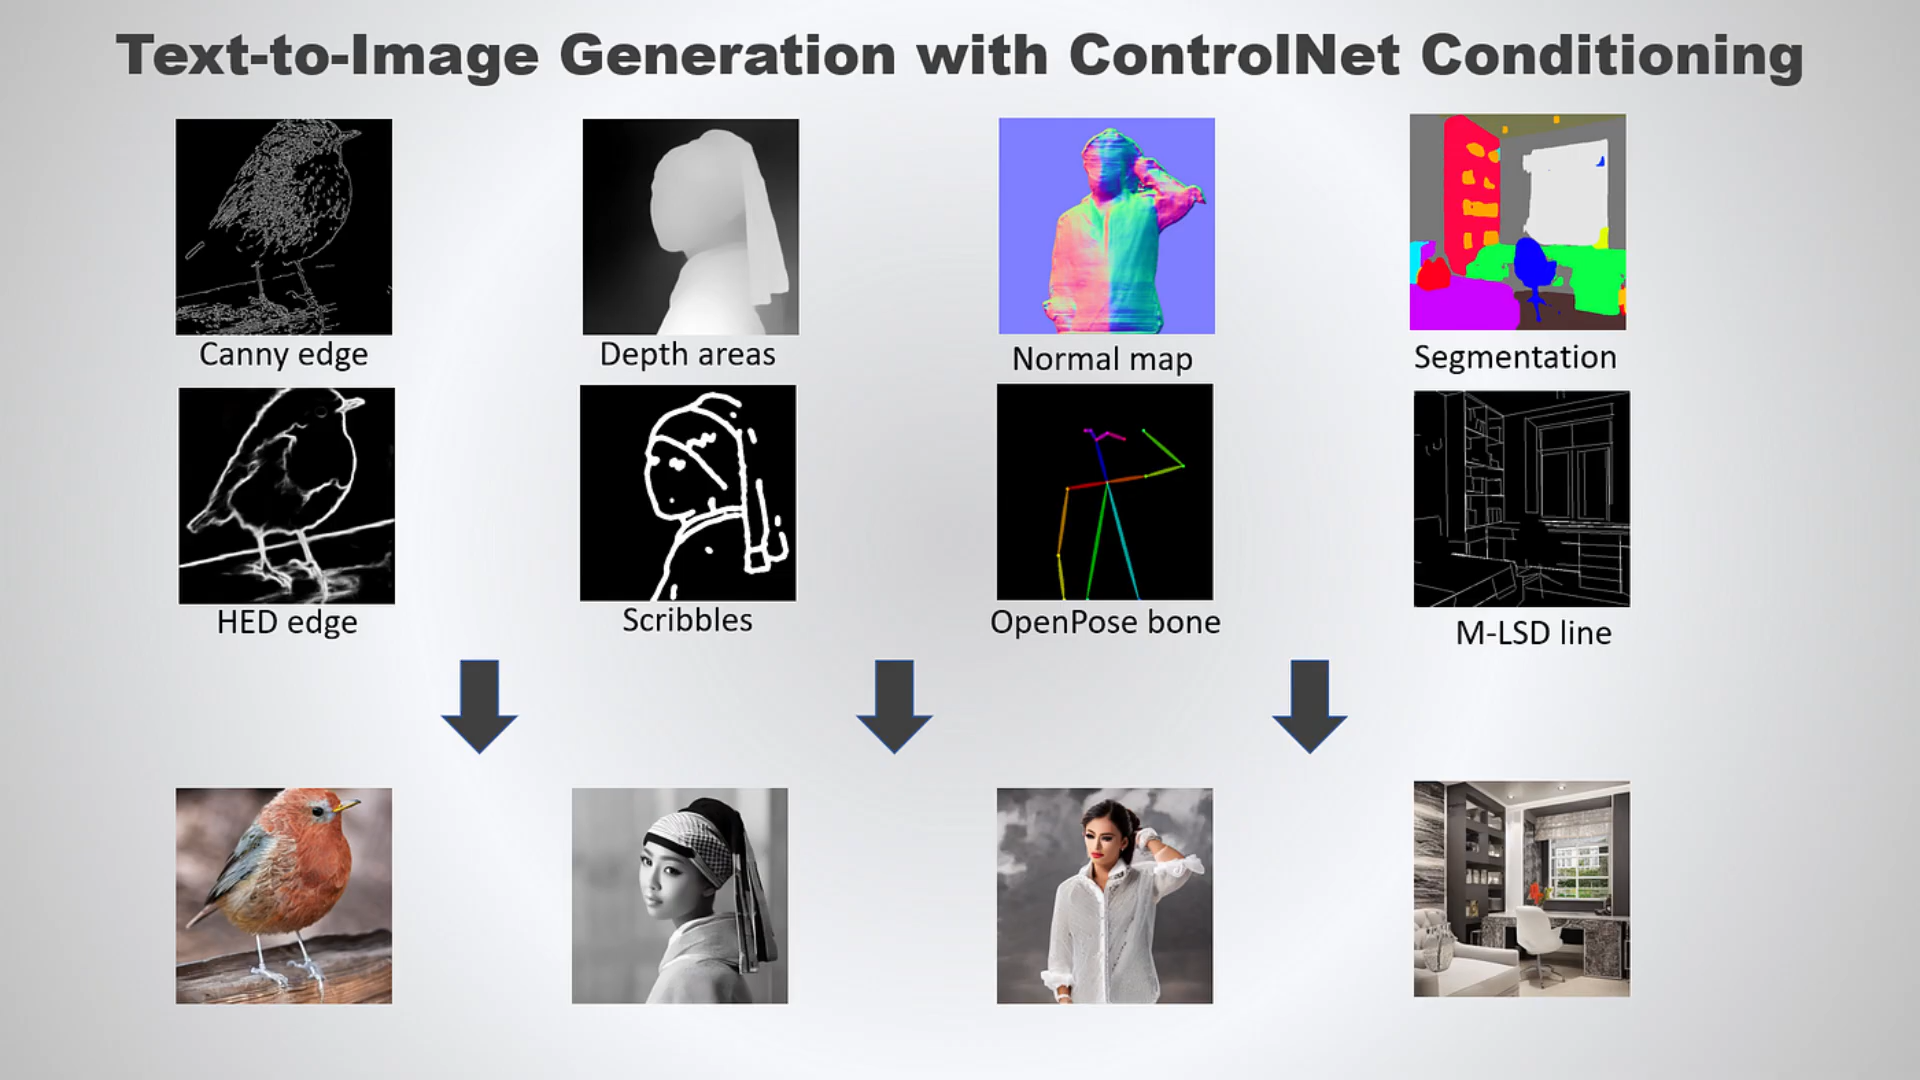 Text-to-Image Generation with ControlNet Conditioning
Canny edge
Depth areas
Normal map
Segmentation
HED edge
Scribbles
OpenPose bone
M-LSD line